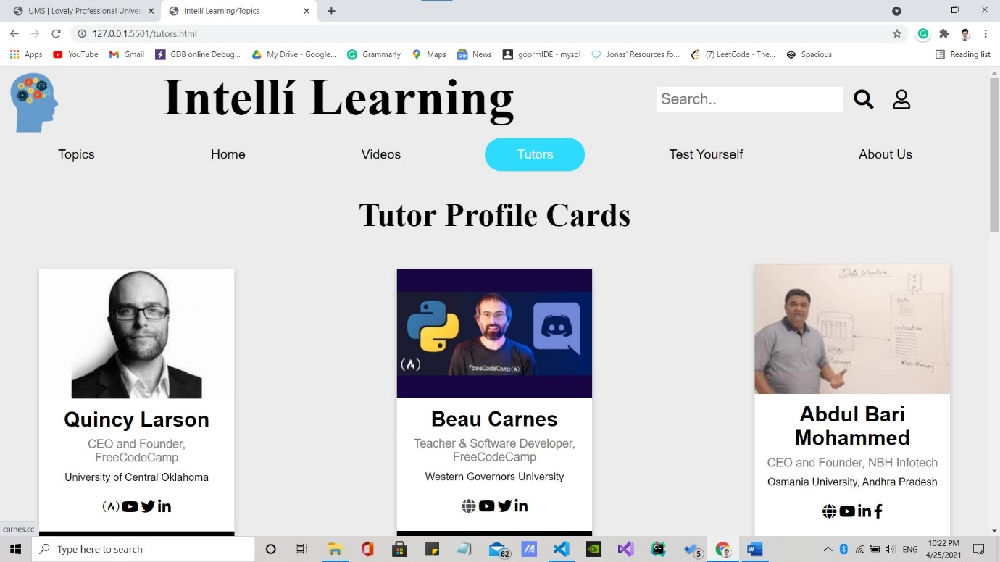 UMS | Lovely Professional Univer
Intellí Learning/Topics
127.0.0.1:5501/tutors.html
Apps YouTube Gmail GDB online Debug... My Drive - Google... Grammarly Maps News goormIDE - mysql Jonas' Resources fo... (7) LeetCode - The... Spacious Reading list
Intellí Learning
Search..
Topics Home Videos Tutors Test Yourself About Us
Tutor Profile Cards
Data Structure
HDD
Storage
Main Memory
freeCodeCamp(🔥)
Quincy Larson
CEO and Founder,
FreeCodeCamp
University of Central Oklahoma
Beau Carnes
Teacher & Software Developer,
FreeCodeCamp
Western Governors University
Abdul Bari
Mohammed
CEO and Founder, NBH Infotech
Osmania University, Andhra Pradesh
carnes.cc
Type here to search
62
5
ENG
10:22 PM
4/25/2021